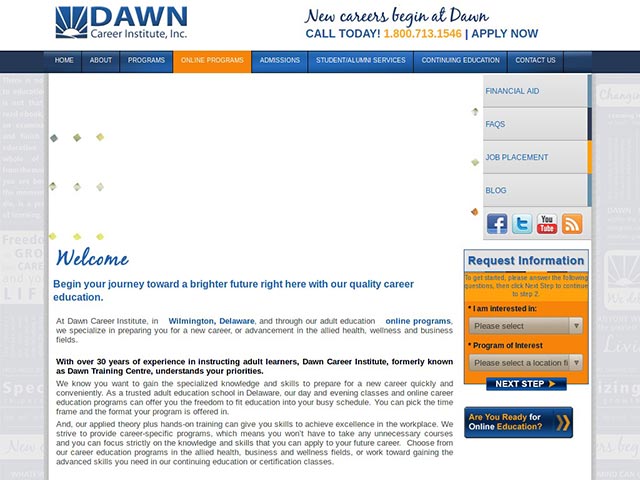 DAWN
Career Institute, Inc.
New careers begin at Dawn
CALL TODAY! 1.800.713.1546 | APPLY NOW
HOME ABOUT PROGRAMS ONLINE PROGRAMS ADMISSIONS STUDENT/ALUMNI SERVICES CONTINUING EDUCATION CONTACT US
FINANCIAL AID
FAQS
JOB PLACEMENT
BLOG
You
Tube
Welcome
Begin your journey toward a brighter future right here with our quality career
education.
At Dawn Career Institute, in Wilmington, Delaware, and through our adult education online programs,
we specialize in preparing you for a new career, or advancement in the allied health, wellness and business
fields.
With over 30 years of experience in instructing adult learners, Dawn Career Institute, formerly known
as Dawn Training Centre, understands your priorities.
We know you want to gain the specialized knowledge and skills to prepare for a new career quickly and
conveniently. As a trusted adult education school in Delaware, our day and evening classes and online career
education programs can offer you the freedom to fit education into your busy schedule. You can pick the time
frame and the format your program is offered in.
And, our applied theory plus hands-on training can give you skills to achieve excellence in the workplace. We
strive to provide career-specific programs, which means you won't have to take any unnecessary courses
and you can focus strictly on the knowledge and skills that you can apply to your future career. Choose from
our career education programs in the allied health, business and wellness fields, or work toward gaining the
advanced skills you need in our continuing education or certification classes.
Request Information
To get started, please answer the following
questions, then click Next Step to continue
to step 2.
* I am interested in:
Please select
* Program of Interest
Please select a location fi
NEXT STEP
Are You Ready for
Online Education?